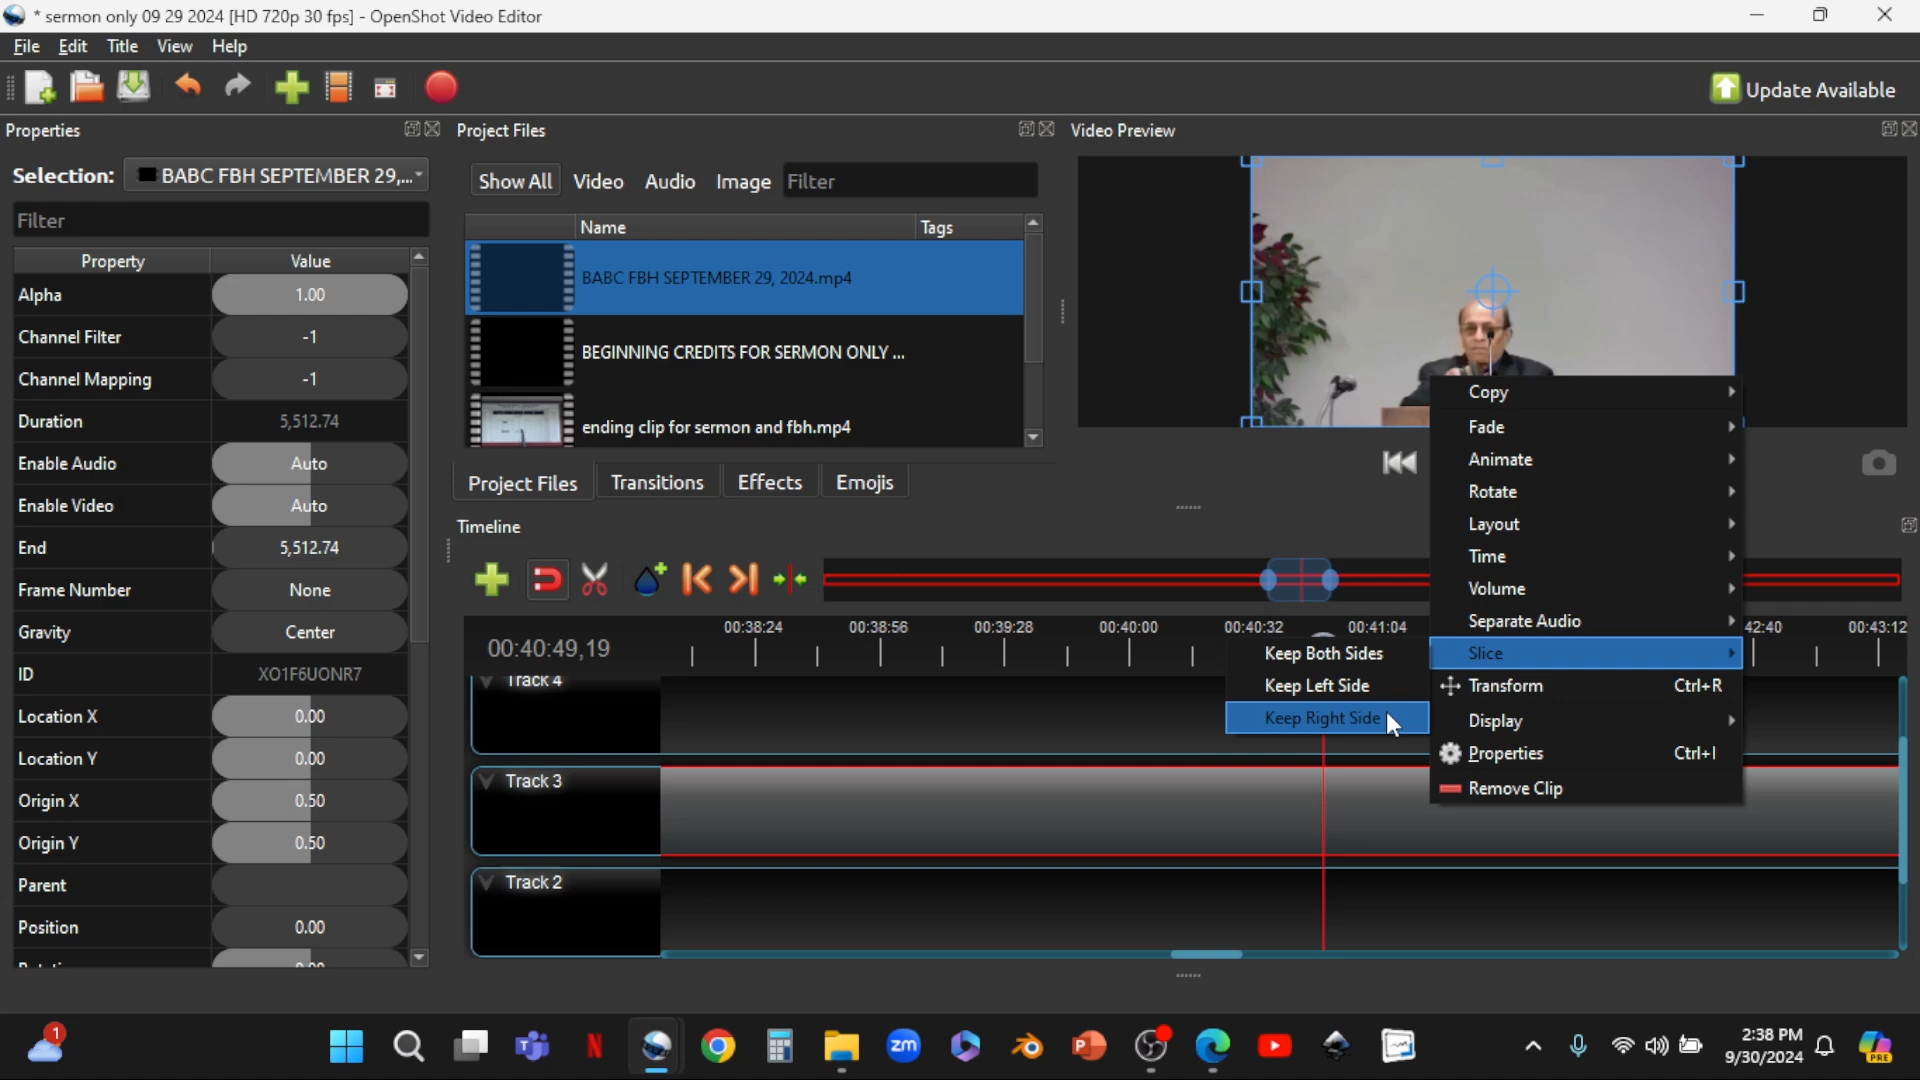 * sermon only 09 29 2024 [HD 720p 30 fps] - OpenShot Video Editor
File Edit Title View Help
Update Available
Properties
Selection: BABC FBH SEPTEMBER 29,...
Filter
Property Value
Alpha 1.00
Channel Filter -1
Channel Mapping -1
Duration 5,512.74
Enable Audio Auto
Enable Video Auto
End 5,512.74
Frame Number None
Gravity Center
ID XO1F6UONR7
Location X 0.00
Location Y 0.00
Origin X 0.50
Origin Y 0.50
Parent
Position 0.00
Project Files
Show All Video Audio Image Filter
Name Tags
BABC FBH SEPTEMBER 29, 2024.mp4
BEGINNING CREDITS FOR SERMON ONLY ...
ending clip for sermon and fbh.mp4
Project Files Transitions Effects Emojis
Video Preview
Timeline
00:40:49,19
00:38:24 00:38:56 00:39:28 00:40:00 00:40:32 00:41:04 42:40 00:43:12
Track 4
Track 3
Track 2
Copy
Fade
Animate
Rotate
Layout
Time
Volume
Separate Audio
Slice
Transform Ctrl+R
Display
Properties Ctrl+I
Remove Clip
Keep Both Sides
Keep Left Side
Keep Right Side
1
N
zm
P
PRE
2:38 PM
9/30/2024